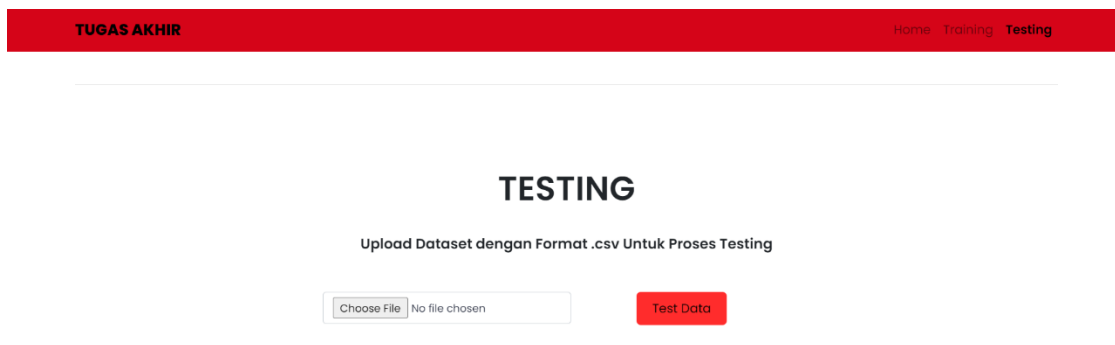 TUGAS AKHIR Home Training Testing
TESTING
Upload Dataset dengan Format .csv Untuk Proses Testing
Choose File No file chosen Test Data